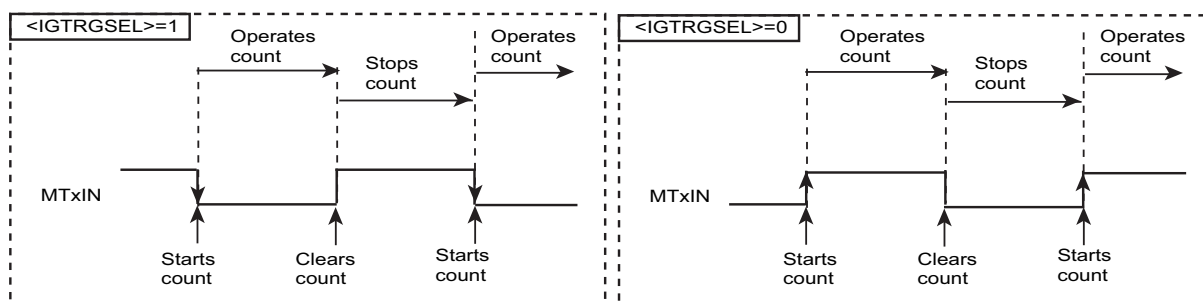 <IGTRGSEL>=1
Operates
count
Stops
count
Operates
count
MTxIN
Starts
count
Clears
count
Starts
count
<IGTRGSEL>=0
Operates
count
Stops
count
Operates
count
MTxIN
Starts
count
Clears
count
Starts
count